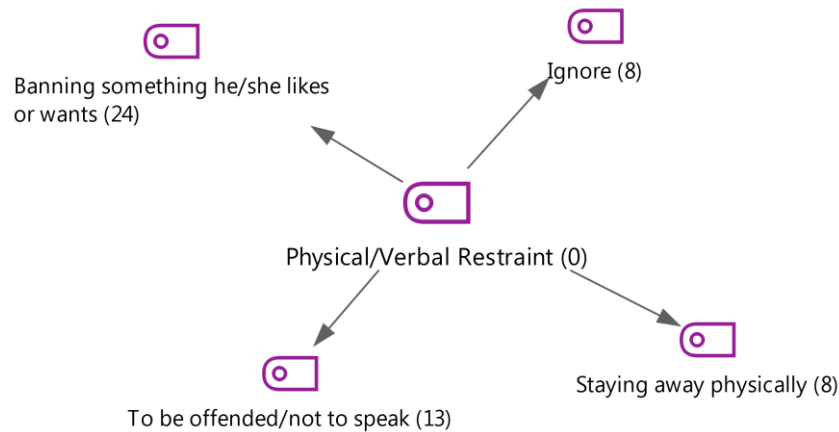 Banning something he/she likes
or wants (24)
Ignore (8)
Physical/Verbal Restraint (0)
To be offended/not to speak (13)
Staying away physically (8)